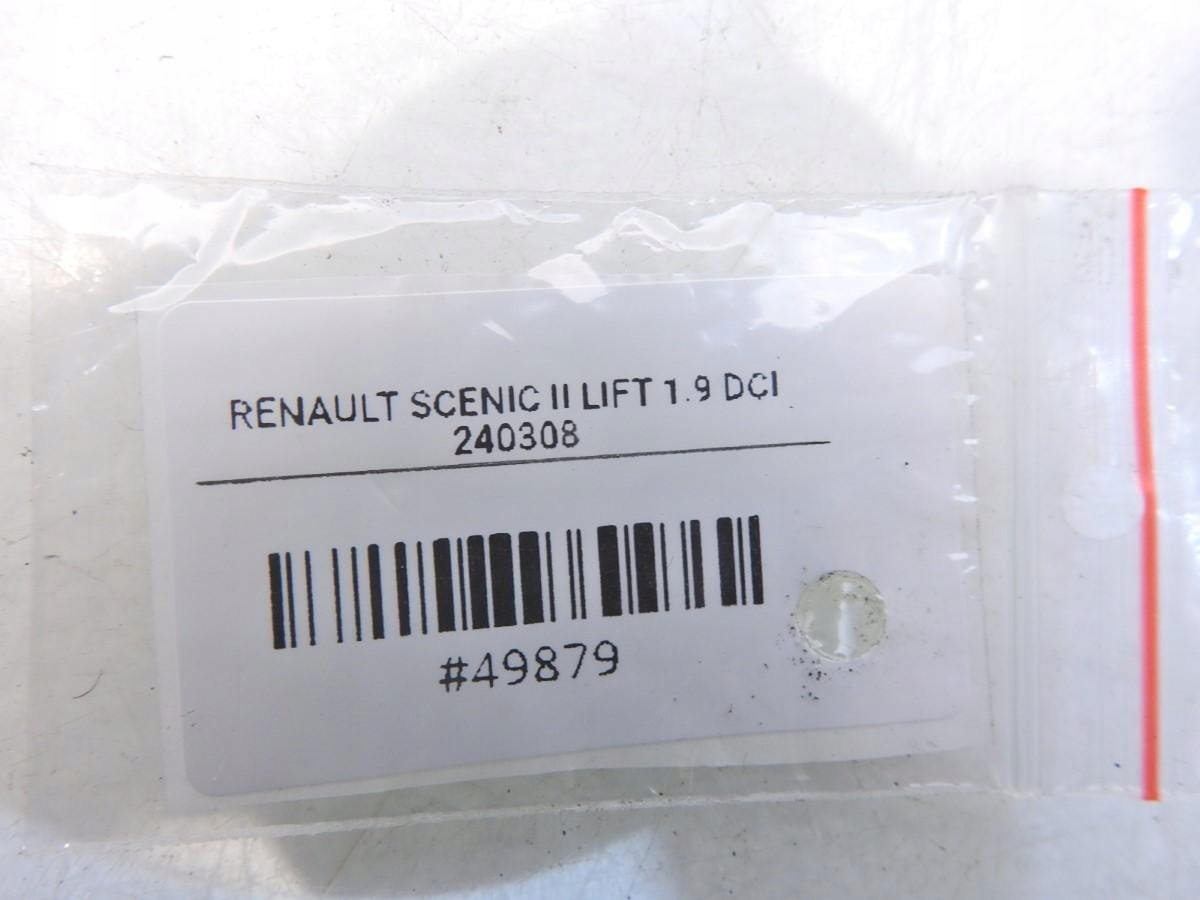 RENAULT SCENIC II LIFT 1.9 DCI
240308
#49879